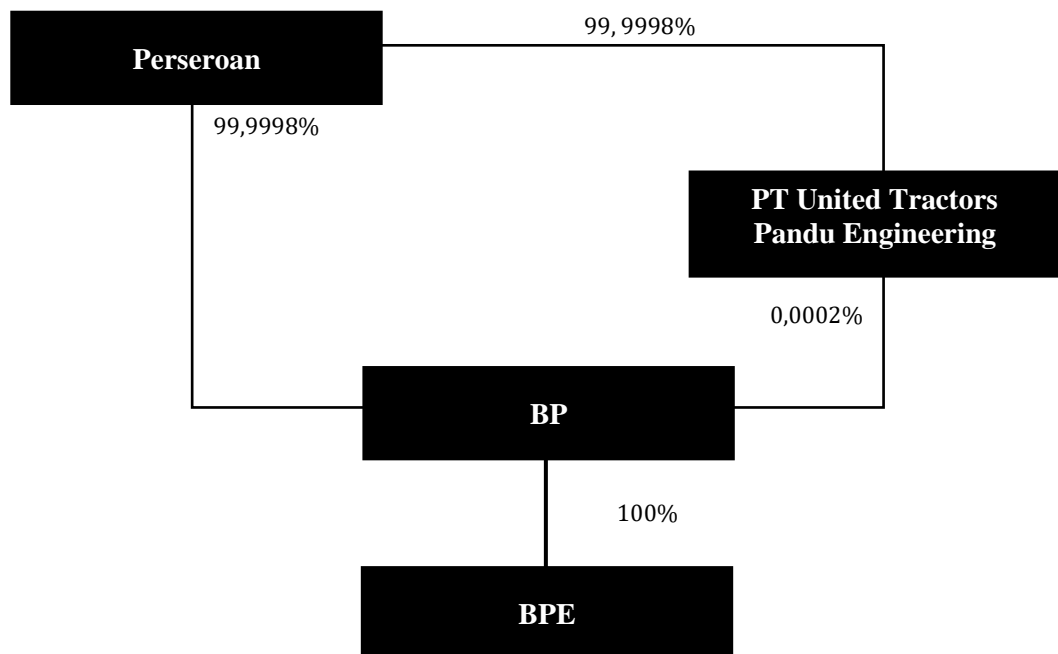 99, 9998%
Perseroan
99,9998%
PT United Tractors
Pandu Engineering
0,0002%
BP
100%
BPE